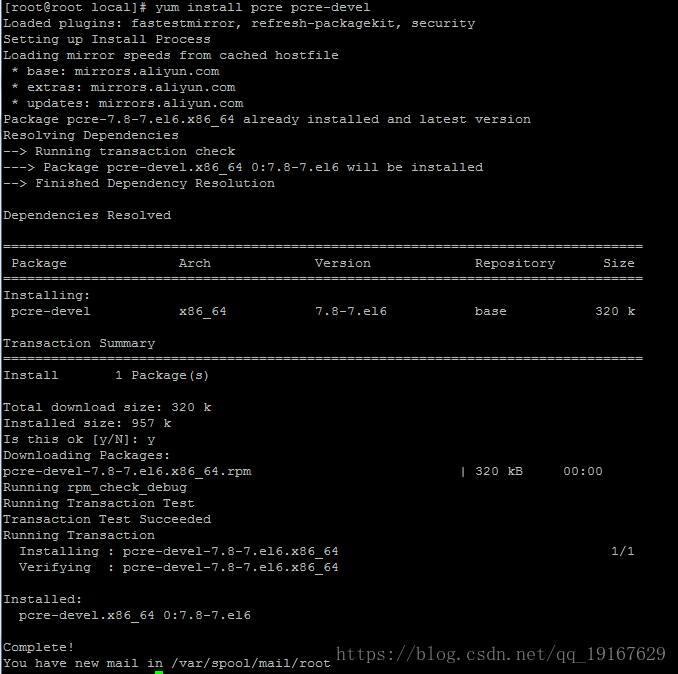 [root@root local]# yum install pcre pcre-devel
Loaded plugins: fastestmirror, refresh-packagekit, security
Setting up Install Process
Loading mirror speeds from cached hostfile
 * base: mirrors.aliyun.com
 * extras: mirrors.aliyun.com
 * updates: mirrors.aliyun.com
Package pcre-7.8-7.el6.x86_64 already installed and latest version
Resolving Dependencies
--> Running transaction check
---> Package pcre-devel.x86_64 0:7.8-7.el6 will be installed
--> Finished Dependency Resolution

Dependencies Resolved

================================================================================
 Package              Arch             Version             Repository      Size
================================================================================
Installing:
 pcre-devel           x86_64           7.8-7.el6           base           320 k

Transaction Summary
================================================================================
Install       1 Package(s)

Total download size: 320 k
Installed size: 957 k
Is this ok [y/N]: y
Downloading Packages:
pcre-devel-7.8-7.el6.x86_64.rpm                          | 320 kB     00:00
Running rpm_check_debug
Running Transaction Test
Transaction Test Succeeded
Running Transaction
  Installing : pcre-devel-7.8-7.el6.x86_64                                  1/1
  Verifying  : pcre-devel-7.8-7.el6.x86_64

Installed:
  pcre-devel.x86_64 0:7.8-7.el6

Complete!
You have new mail in /var/spool/mail/root
https://blog.csdn.net/qq_19167629